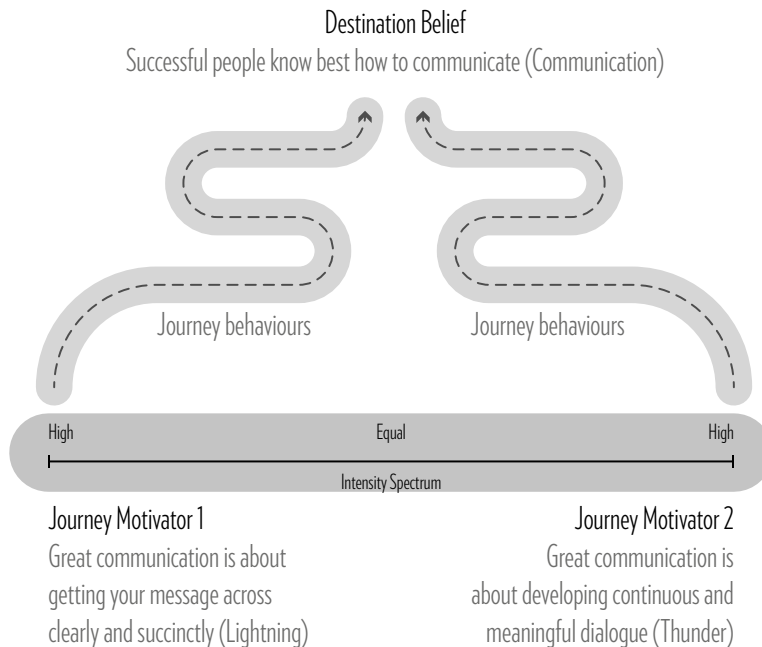 Destination Belief
Successful people know best how to communicate (Communication)
Journey behaviours
Journey behaviours
High
Equal
High
Intensity Spectrum
Journey Motivator 1
Great communication is about
getting your message across
clearly and succinctly (Lightning)
Journey Motivator 2
Great communication is
about developing continuous and
meaningful dialogue (Thunder)